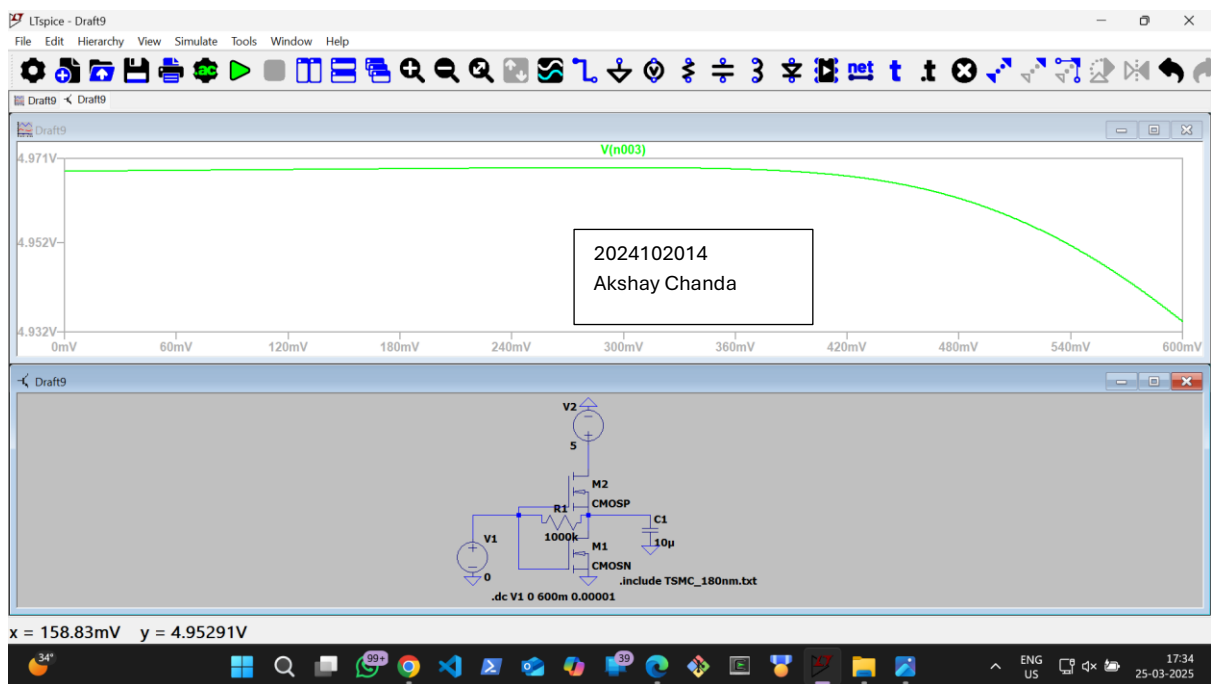 LTspice - Draft9
File Edit Hierarchy View Simulate Tools Window Help
.ac
net t .t
Draft9 Draft9
Draft9
V(n003)
4.971V
4.952V
4.932V
0mV 60mV 120mV 180mV 240mV 300mV 360mV 420mV 480mV 540mV 600mV
2024102014
Akshay Chanda
Draft9
V2
5
M2
CMOSP
R1
1000k
C1
10µ
V1
0
M1
CMOSN
.include TSMC_180nm.txt
.dc V1 0 600m 0.00001
x = 158.83mV y = 4.95291V
34°
99+
39
ENG
US
17:34
25-03-2025